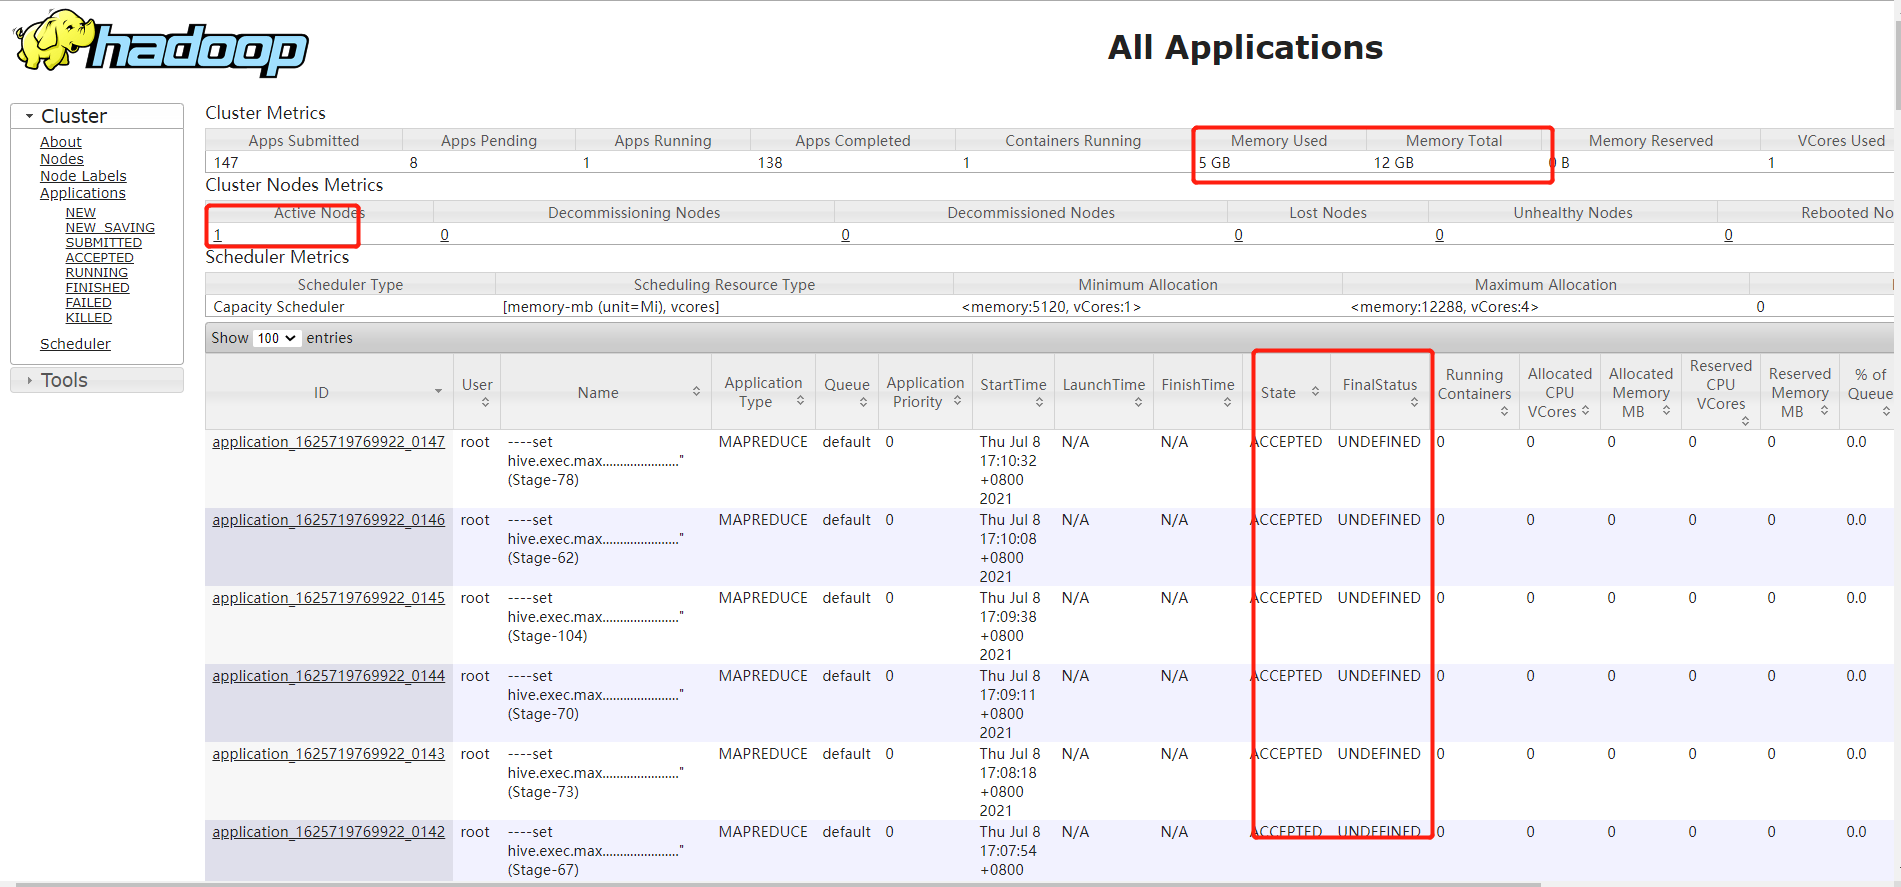 hadoop
All Applications
Cluster
About
Nodes
Node Labels
Applications
NEW
NEW_SAVING
SUBMITTED
ACCEPTED
RUNNING
FINISHED
FAILED
KILLED
Scheduler
Tools
Cluster Metrics
Apps Submitted Apps Pending Apps Running Apps Completed Containers Running Memory Used Memory Total Memory Reserved VCores Used
147 8 1 138 1 5 GB 12 GB 0 B 1
Cluster Nodes Metrics
Active Nodes Decommissioning Nodes Decommissioned Nodes Lost Nodes Unhealthy Nodes Rebooted No
1 0 0 0 0 0
Scheduler Metrics
Scheduler Type Scheduling Resource Type Minimum Allocation Maximum Allocation
Capacity Scheduler [memory-mb (unit=Mi), vcores] <memory:5120, vCores:1> <memory:12288, vCores:4> 0
Show 100 entries
ID User Name Application Type Queue Application Priority StartTime LaunchTime FinishTime State FinalStatus Running Containers Allocated CPU VCores Allocated Memory MB Reserved CPU VCores Reserved Memory MB % of Queue
application_1625719769922_0147 root ----set MAPREDUCE default 0 Thu Jul 8 N/A N/A ACCEPTED UNDEFINED 0 0 0 0 0 0.0
hive.exec.max......................" 17:10:32
(Stage-78) +0800
2021
application_1625719769922_0146 root ----set MAPREDUCE default 0 Thu Jul 8 N/A N/A ACCEPTED UNDEFINED 0 0 0 0 0 0.0
hive.exec.max......................" 17:10:08
(Stage-62) +0800
2021
application_1625719769922_0145 root ----set MAPREDUCE default 0 Thu Jul 8 N/A N/A ACCEPTED UNDEFINED 0 0 0 0 0 0.0
hive.exec.max......................" 17:09:38
(Stage-104) +0800
2021
application_1625719769922_0144 root ----set MAPREDUCE default 0 Thu Jul 8 N/A N/A ACCEPTED UNDEFINED 0 0 0 0 0 0.0
hive.exec.max......................" 17:09:11
(Stage-70) +0800
2021
application_1625719769922_0143 root ----set MAPREDUCE default 0 Thu Jul 8 N/A N/A ACCEPTED UNDEFINED 0 0 0 0 0 0.0
hive.exec.max......................" 17:08:18
(Stage-73) +0800
2021
application_1625719769922_0142 root ----set MAPREDUCE default 0 Thu Jul 8 N/A N/A ACCEPTED UNDEFINED 0 0 0 0 0 0.0
hive.exec.max......................" 17:07:54
(Stage-67) +0800